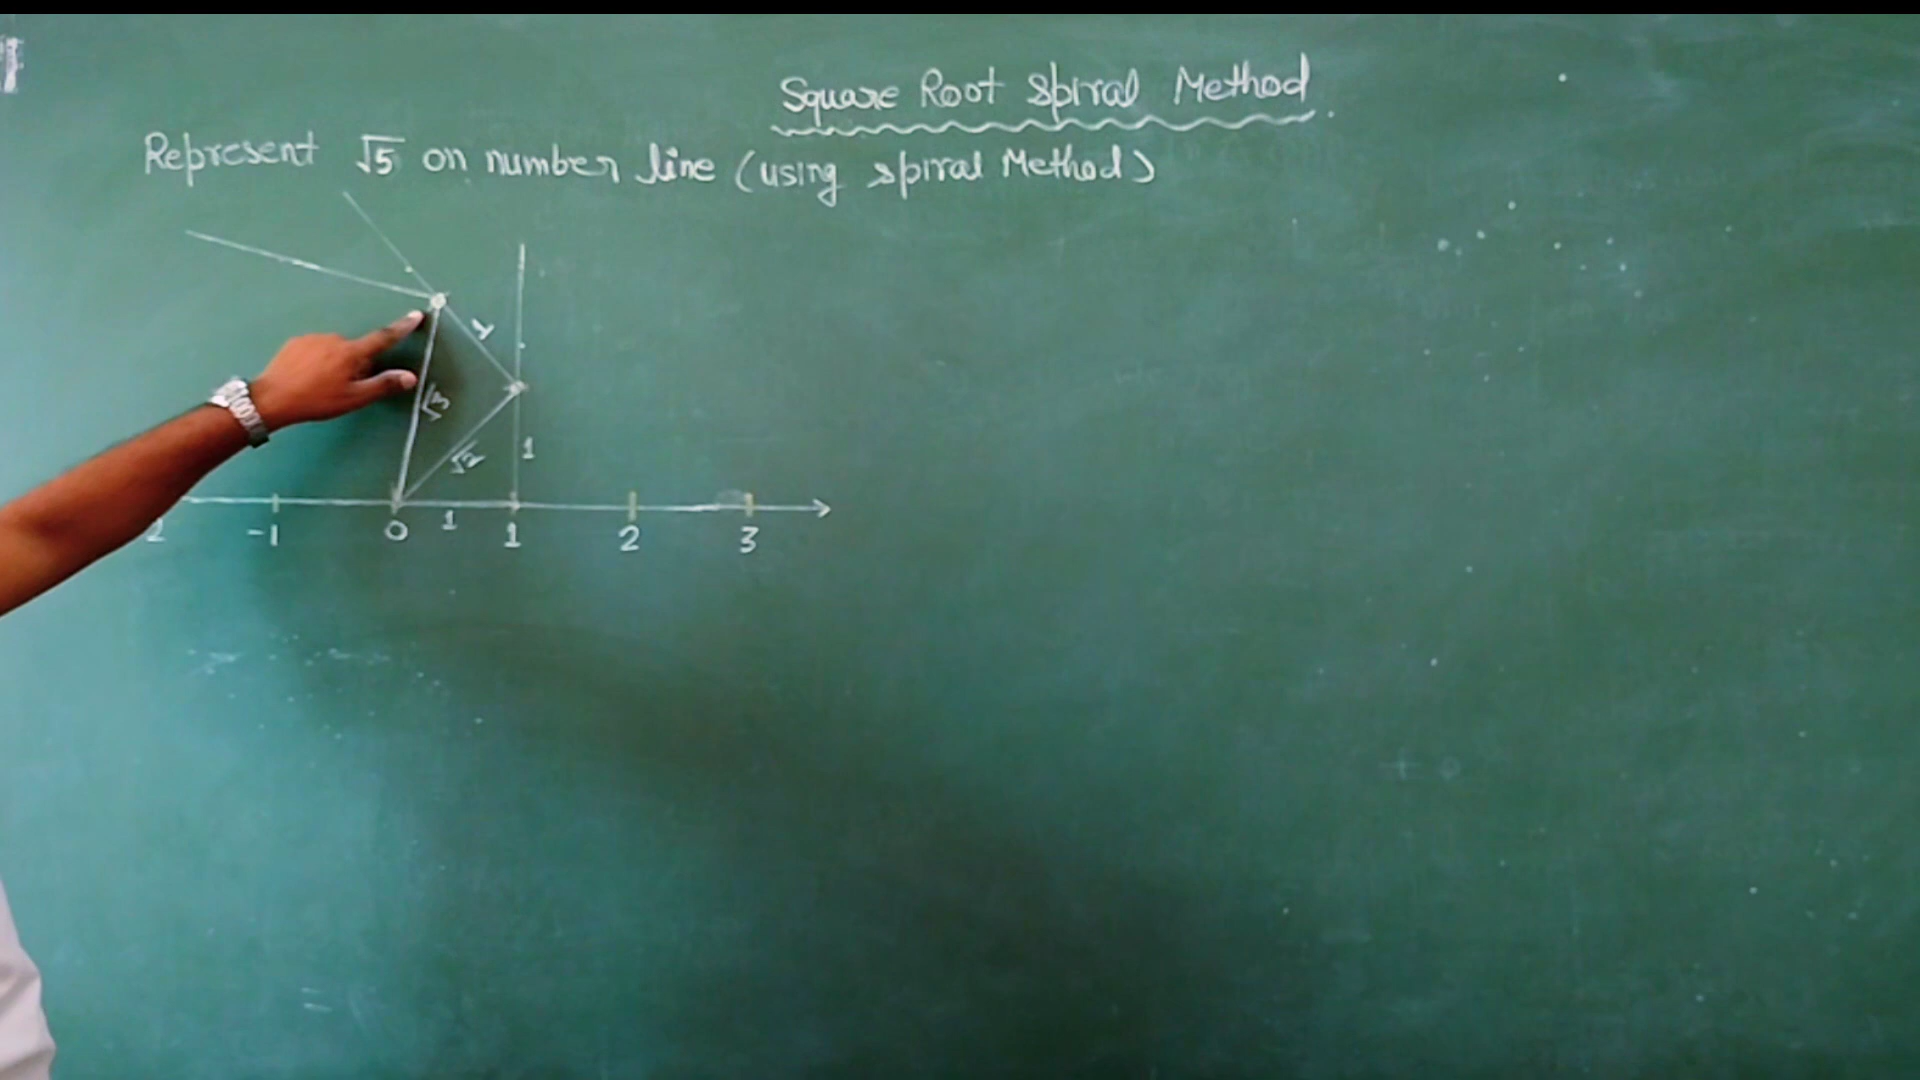 Square Root Spiral Method.
Represent √5 on number line (using spiral Method)
1
√3
√2
1
1
2 -1 0 1 2 3